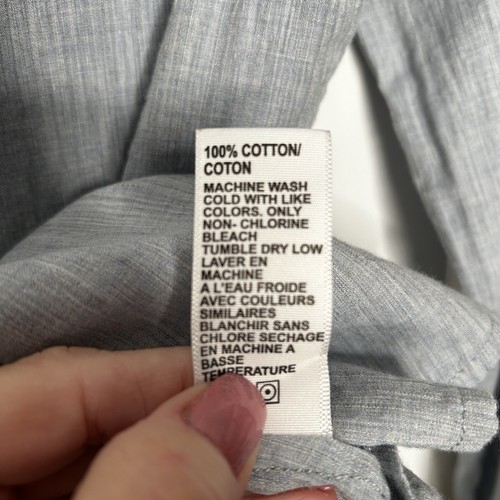 100% COTTON/
COTON
MACHINE WASH
COLD WITH LIKE
COLORS. ONLY
NON- CHLORINE
BLEACH
TUMBLE DRY LOW
LAVER EN
MACHINE
A L'EAU FROIDE
AVEC COULEURS
SIMILAIRES
BLANCHIR SANS
CHLORE SECHAGE
EN MACHINE A
BASSE
TEMPERATURE